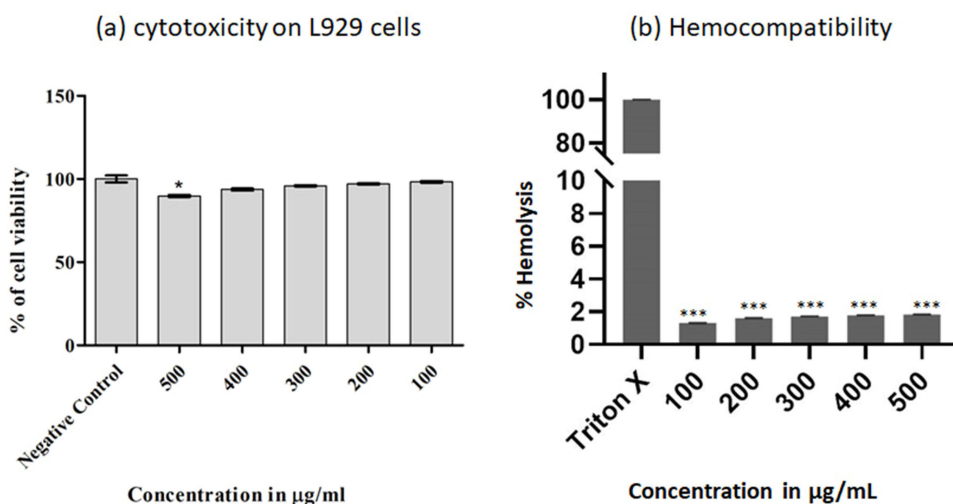 (a) cytotoxicity on L929 cells
% of cell viability
150
100
50
0
*
Negative Control
500
400
300
200
100
Concentration in μg/ml
(b) Hemocompatibility
% Hemolysis
100
80
10
8
6
4
2
0
*** *** *** *** ***
Triton X
100
200
300
400
500
Concentration in μg/mL